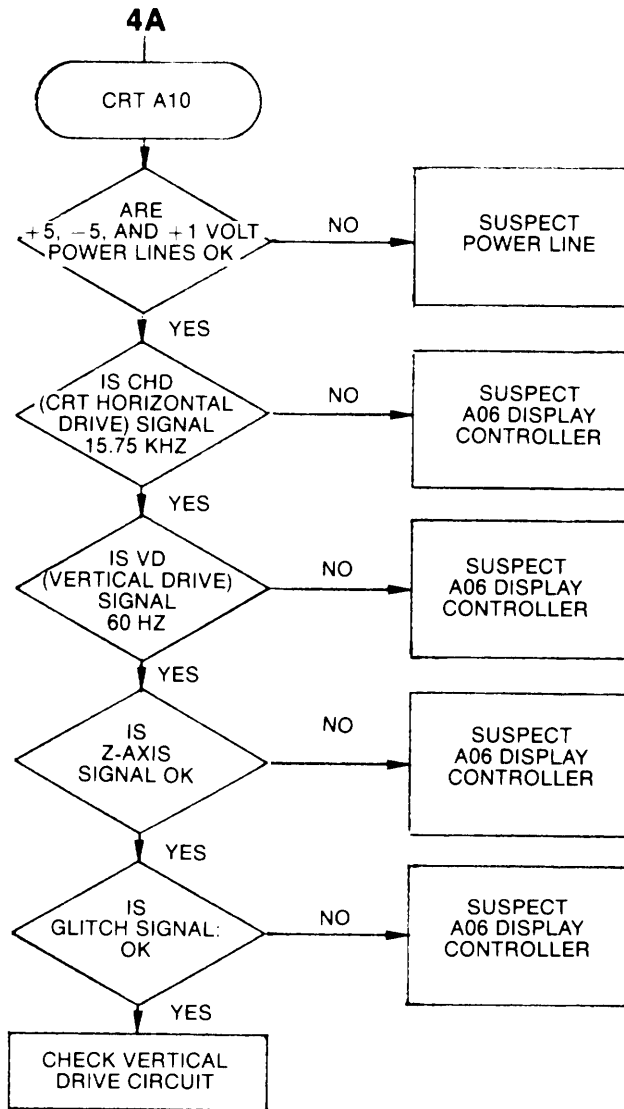 4A
CRT A10
ARE
+5, −5, AND +1 VOLT
POWER LINES OK
NO
SUSPECT
POWER LINE
YES
IS CHD
(CRT HORIZONTAL
DRIVE) SIGNAL
15.75 KHZ
NO
SUSPECT
A06 DISPLAY
CONTROLLER
YES
IS VD
(VERTICAL DRIVE)
SIGNAL
60 HZ
NO
SUSPECT
A06 DISPLAY
CONTROLLER
YES
IS
Z-AXIS
SIGNAL OK
NO
SUSPECT
A06 DISPLAY
CONTROLLER
YES
IS
GLITCH SIGNAL:
OK
NO
SUSPECT
A06 DISPLAY
CONTROLLER
YES
CHECK VERTICAL
DRIVE CIRCUIT